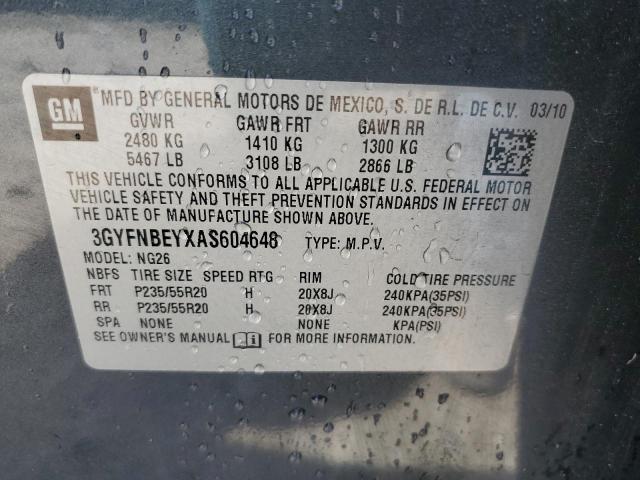 GM MFD BY GENERAL MOTORS DE MEXICO, S. DE R.L. DE C.V. 03/10
GVWR GAWR FRT GAWR RR
2480 KG 1410 KG 1300 KG
5467 LB 3108 LB 2866 LB
THIS VEHICLE CONFORMS TO ALL APPLICABLE U.S. FEDERAL MOTOR
VEHICLE SAFETY AND THEFT PREVENTION STANDARDS IN EFFECT ON
THE DATE OF MANUFACTURE SHOWN ABOVE.
3GYFNBEYXAS604648 TYPE: M.P.V.
MODEL: NG26
NBFS TIRE SIZE SPEED RTG RIM COLD TIRE PRESSURE
FRT P235/55R20 H 20X8J 240KPA(35PSI)
RR P235/55R20 H 20X8J 240KPA(35PSI)
SPA NONE NONE KPA(PSI)
SEE OWNER'S MANUAL FOR MORE INFORMATION.